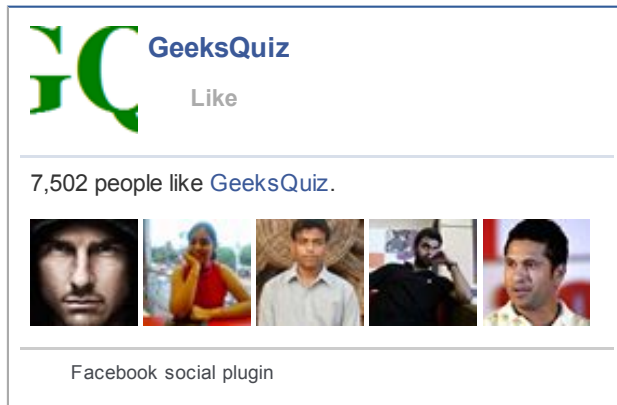 GQ
GeeksQuiz
Like
7,502 people like GeeksQuiz.
Facebook social plugin